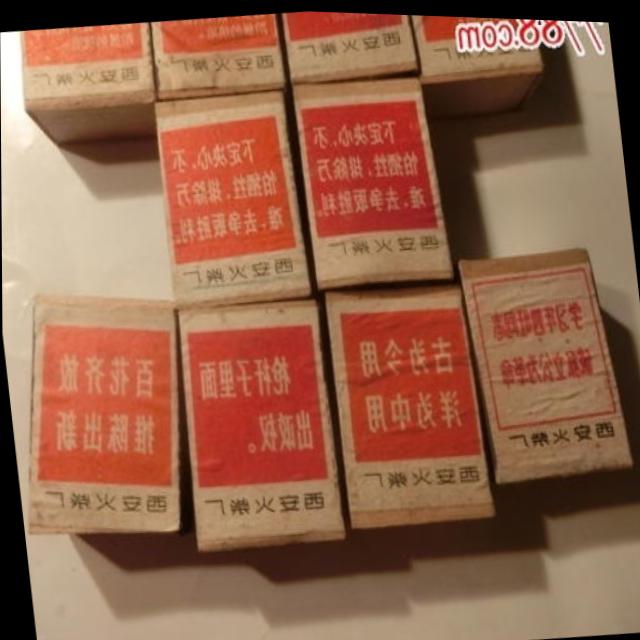 7788.com
西安火柴厂
西安火柴厂
西安火柴厂
西安火柴厂
下定决心,不
怕牺牲,排除万
难,去争取胜利。
西安火柴厂
下定决心,不
怕牺牲,排除万
难,去争取胜利。
西安火柴厂
百花齐放
推陈出新
西安火柴厂
枪杆子里面
出政权。
西安火柴厂
古为今用
洋为中用
西安火柴厂
西安火柴厂